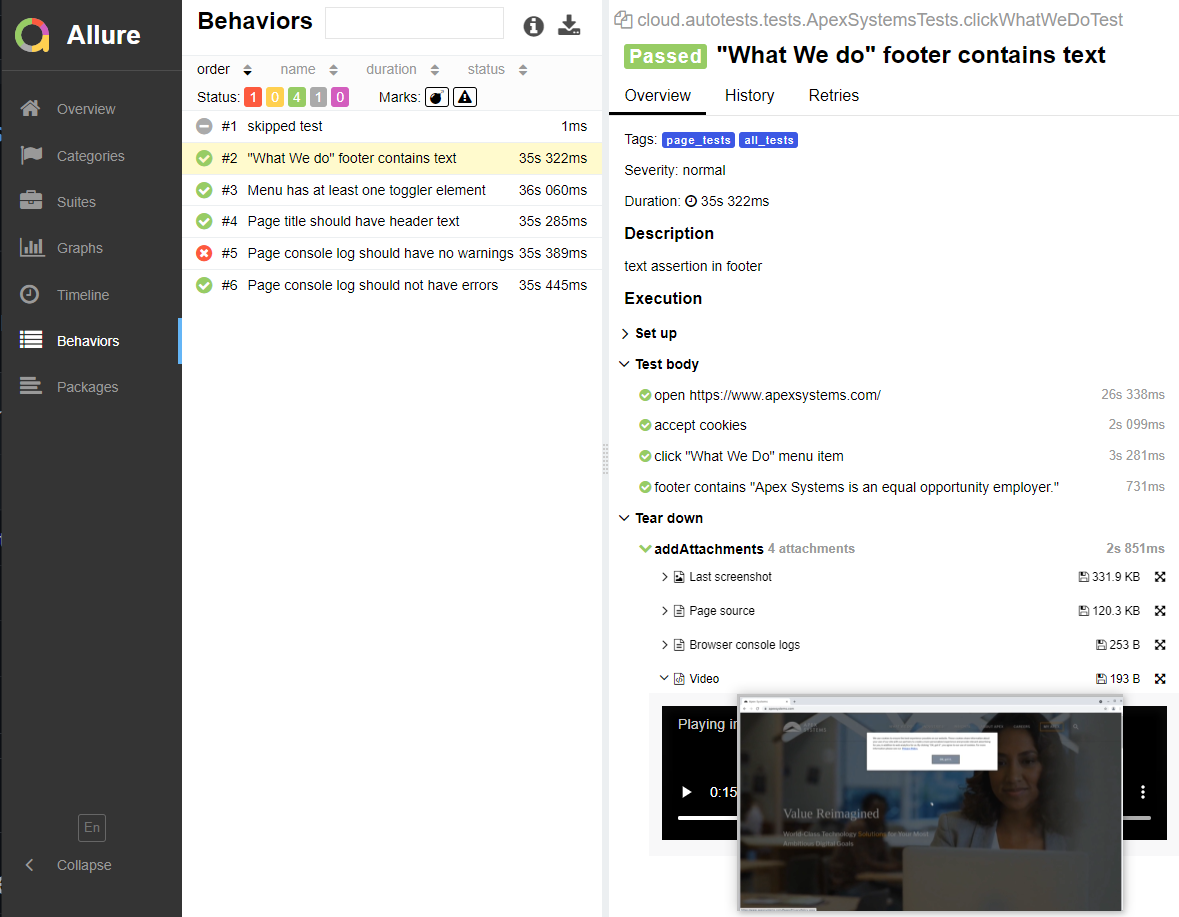 Allure
Overview
Categories
Suites
Graphs
Timeline
Behaviors
Packages
En
Collapse
Behaviors
order name duration status
Status: 1 0 4 1 0 Marks:
#1 skipped test 1ms
#2 "What We do" footer contains text 35s 322ms
#3 Menu has at least one toggler element 36s 060ms
#4 Page title should have header text 35s 285ms
#5 Page console log should have no warnings 35s 389ms
#6 Page console log should not have errors 35s 445ms
cloud.autotests.tests.ApexSystemsTests.clickWhatWeDoTest
Passed "What We do" footer contains text
Overview History Retries
Tags: page_tests all_tests
Severity: normal
Duration: 35s 322ms
Description
text assertion in footer
Execution
Set up
Test body
open https://www.apexsystems.com/ 26s 338ms
accept cookies 2s 099ms
click "What We Do" menu item 3s 281ms
footer contains "Apex Systems is an equal opportunity employer." 731ms
Tear down
addAttachments 4 attachments 2s 851ms
Last screenshot 331.9 KB
Page source 120.3 KB
Browser console logs 253 B
Video 193 B
Playing in
0:15
Value Reimagined
World-Class Technology Solutions for Your Most
Ambitious Digital Goals